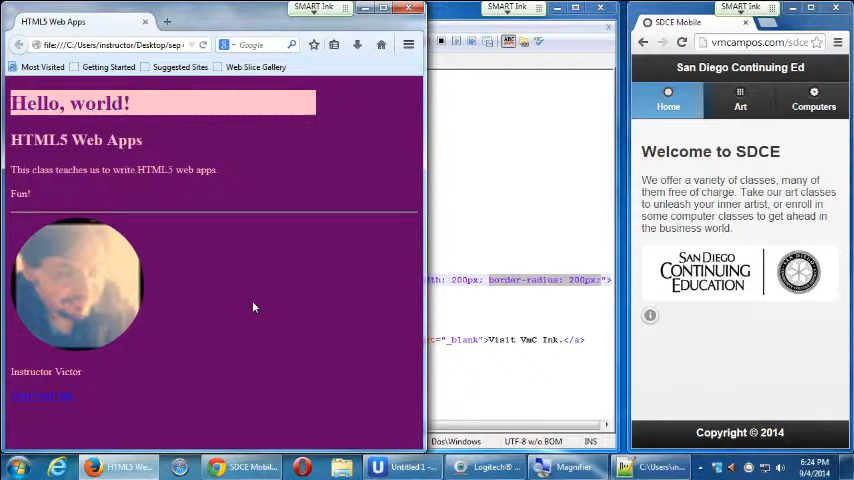 SMART Ink
SMART Ink
SMART Ink
HTML5 Web Apps
SDCE Mobile
file:///C:/Users/instructor/Desktop/sep
Google
vmcampos.com/sdce
Most Visited
Getting Started
Suggested Sites
Web Slice Gallery
San Diego Continuing Ed
Home
Art
Computers
Hello, world!
HTML5 Web Apps
This class teaches us to write HTML5 web apps.
Fun!
Welcome to SDCE
We offer a variety of classes, many of
them free of charge. Take our art classes
to unleash your inner artist, or enroll in
some computer classes to get ahead in
the business world.
SAN DIEGO
CONTINUING
EDUCATION
dth: 200px; border-radius: 200px;">
et="_blank">Visit VmC Ink.</a>
Instructor Victor
Dos\Windows
UTF-8 w/o BOM
INS
Copyright © 2014
HTML5 We...
SDCE Mobil...
Untitled 1 -...
Logitech® ...
Magnifier
C:\Users\in...
6:24 PM
9/4/2014